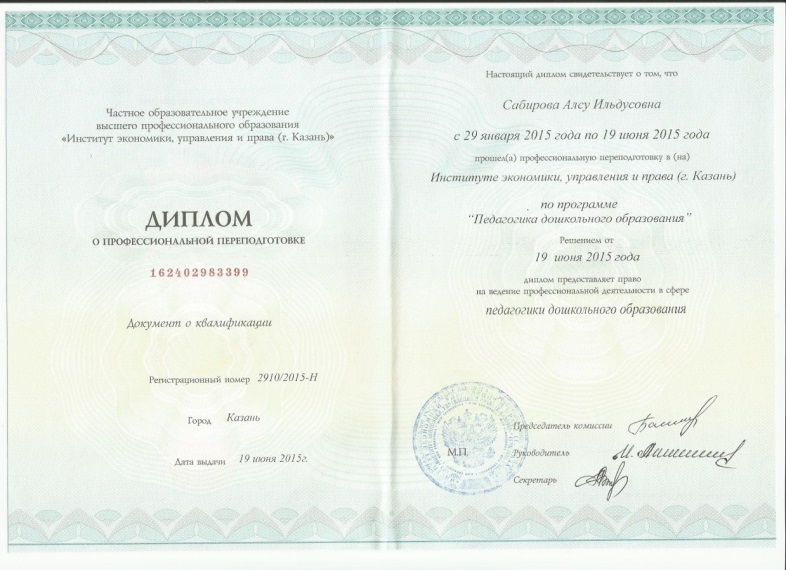 Частное образовательное учреждение
высшего профессионального образования
«Институт экономики, управления и права (г. Казань)»
ДИПЛОМ
О ПРОФЕССИОНАЛЬНОЙ ПЕРЕПОДГОТОВКЕ
162402983399
Документ о квалификации
Регистрационный номер 2910/2015-Н
Город Казань
Дата выдачи 19 июня 2015г.
Настоящий диплом свидетельствует о том, что
Сабирова Алсу Ильдусовна
с 29 января 2015 года по 19 июня 2015 года
прошел(а) профессиональную переподготовку в (на)
Институте экономики, управления и права (г. Казань)
по программе
“Педагогика дошкольного образования”
Решением от
19 июня 2015 года
диплом предоставляет право
на ведение профессиональной деятельности в сфере
педагогики дошкольного образования
М.П.
Председатель комиссии
Руководитель
Секретарь